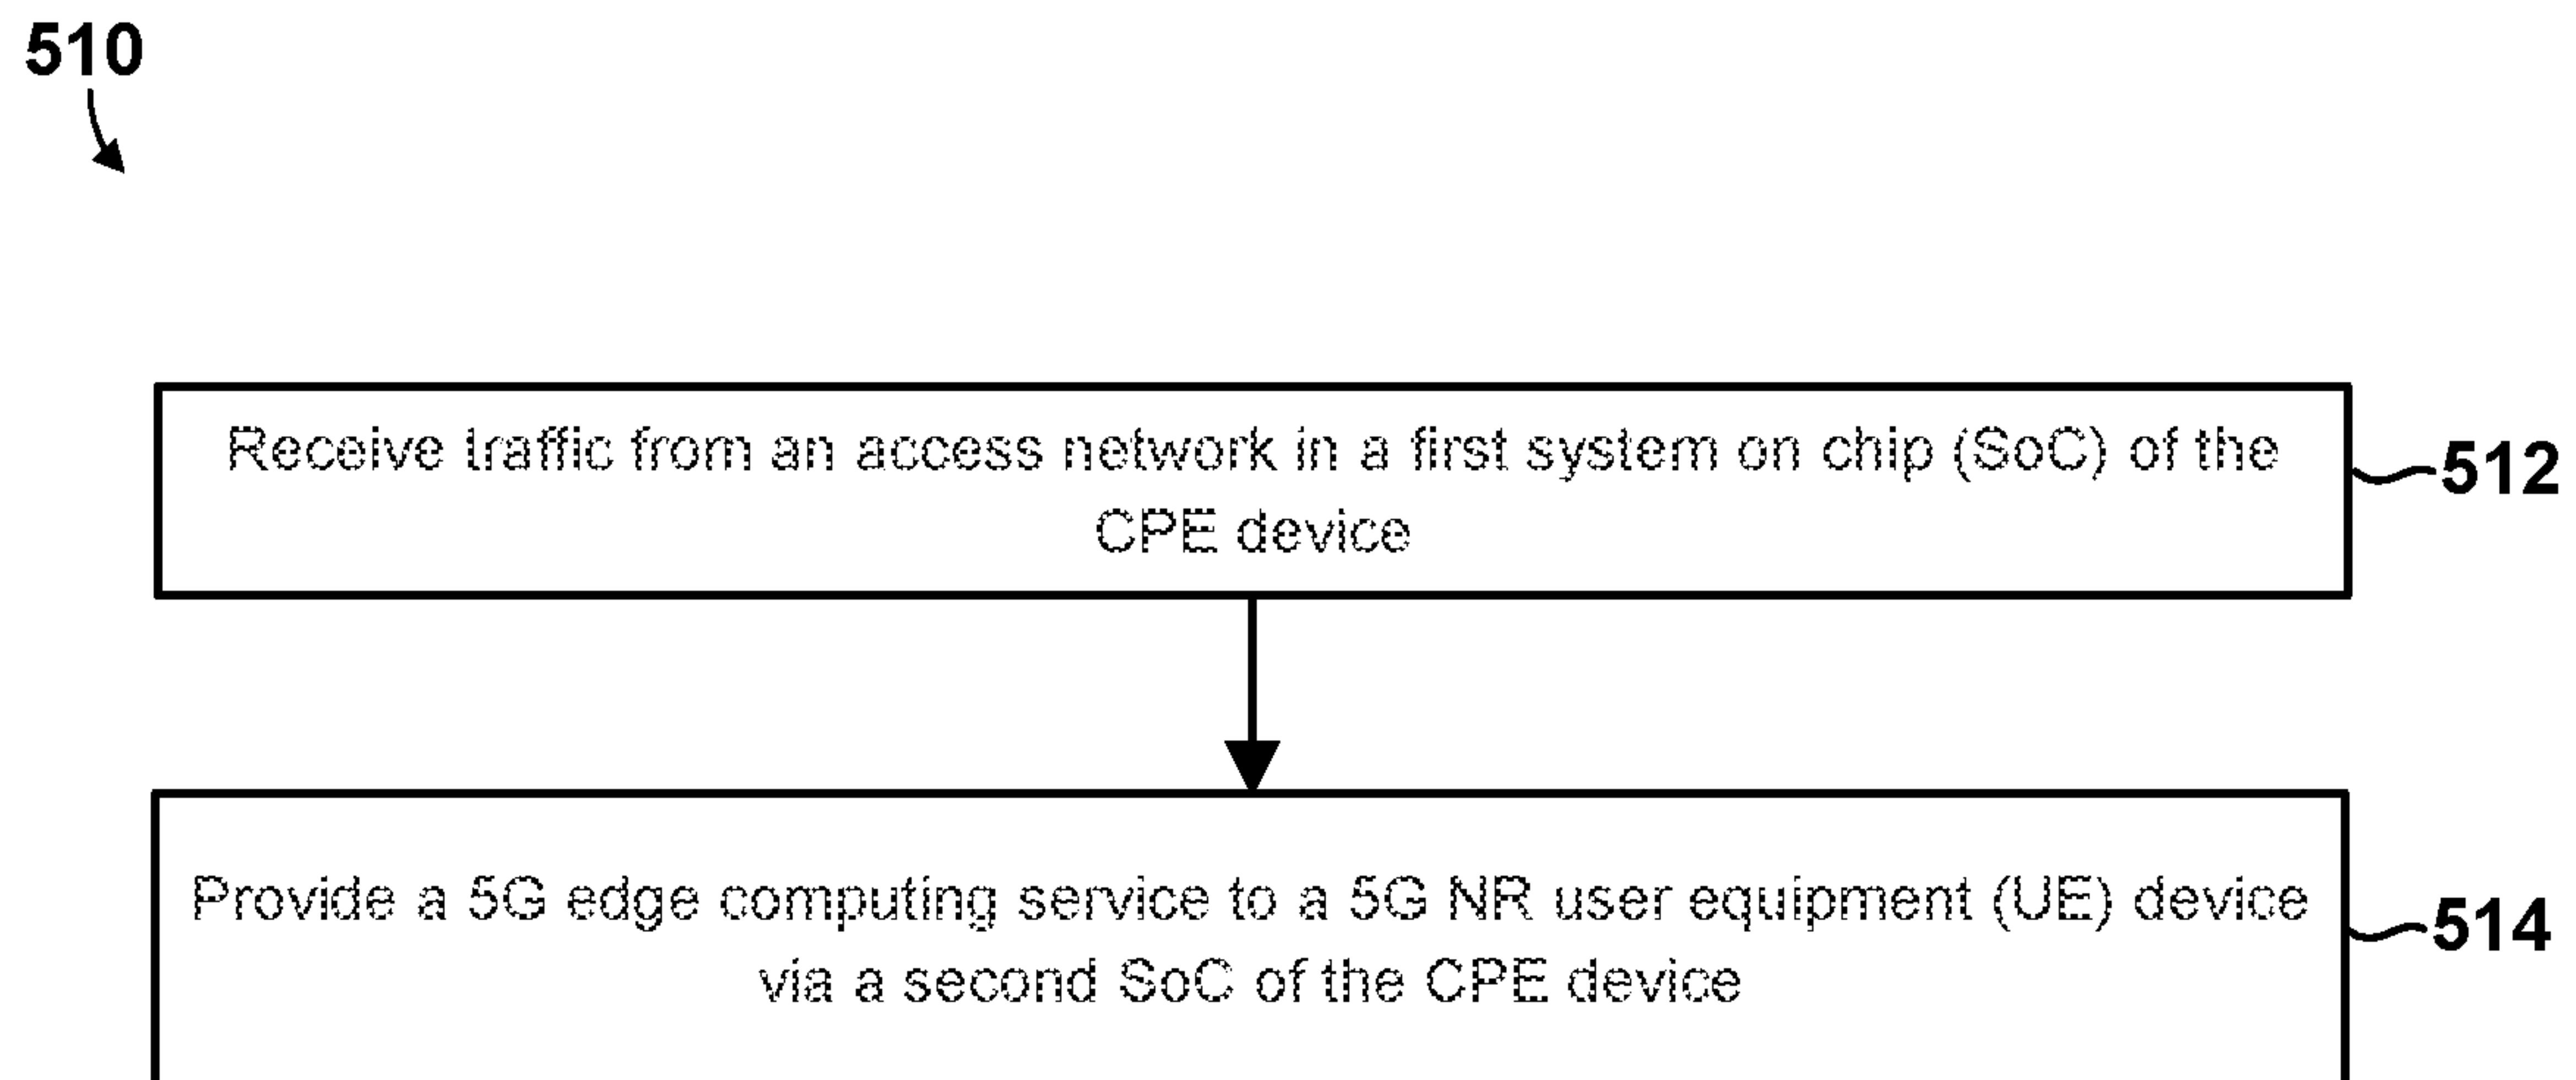 510
Receive traffic from an access network in a first system on chip (SoC) of the
CPE device
512
Provide a 5G edge computing service to a 5G NR user equipment (UE) device
via a second SoC of the CPE device
514